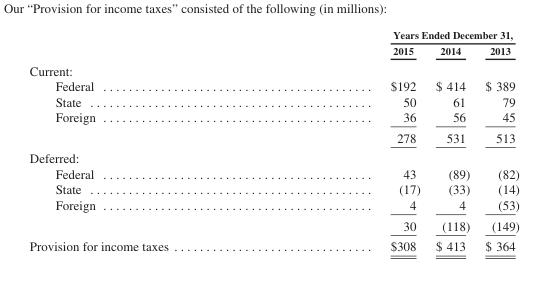 Our “Provision for income taxes” consisted of the following (in millions):
Years Ended December 31,
2015 2014 2013
Current:
Federal ........................................ $192 $ 414 $ 389
State ........................................ 50 61 79
Foreign ........................................ 36 56 45
278 531 513
Deferred:
Federal ........................................ 43 (89) (82)
State ........................................ (17) (33) (14)
Foreign ........................................ 4 4 (53)
30 (118) (149)
Provision for income taxes .............................. $308 $ 413 $ 364